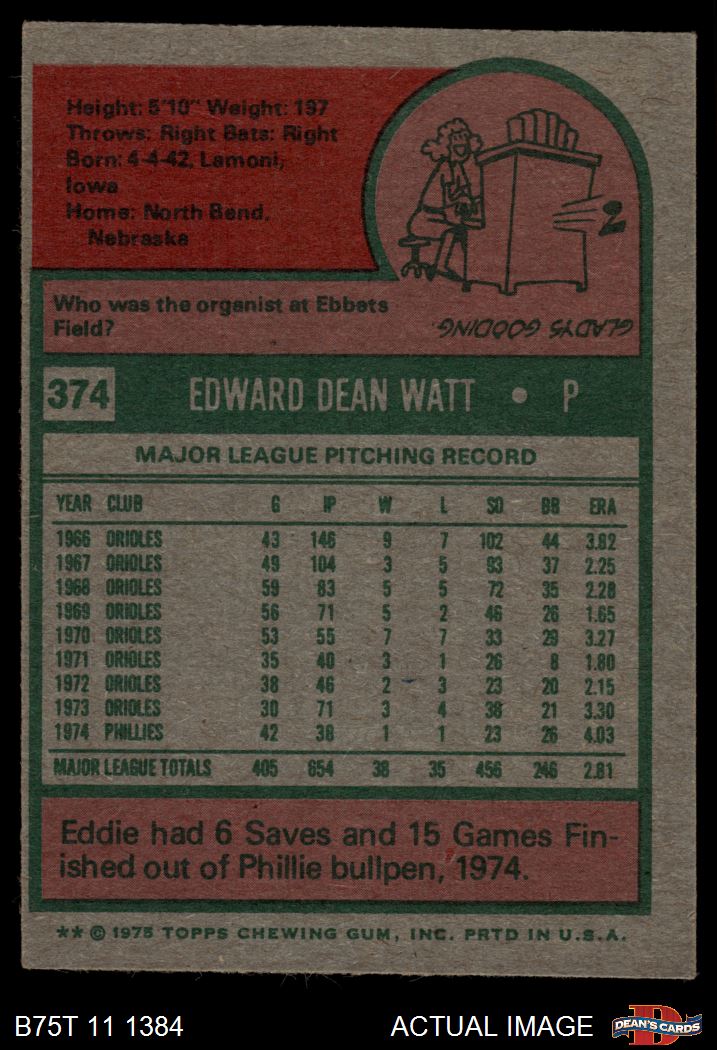 Height: 5'10" Weight: 197
Throws: Right Bats: Right
Born: 4-4-42, Lamoni,
Iowa
Home: North Bend,
Nebraska
2
Who was the organist at Ebbets
Field?
GLADYS GOODING.
374 EDWARD DEAN WATT • P
MAJOR LEAGUE PITCHING RECORD
YEAR CLUB G IP W L SO BB ERA
1966 ORIOLES 43 146 9 7 102 44 3.82
1967 ORIOLES 49 104 3 5 93 37 2.25
1968 ORIOLES 59 83 5 5 72 35 2.28
1969 ORIOLES 56 71 5 2 46 26 1.65
1970 ORIOLES 53 55 7 7 33 29 3.27
1971 ORIOLES 35 40 3 1 26 8 1.80
1972 ORIOLES 38 46 2 3 23 20 2.15
1973 ORIOLES 30 71 3 4 38 21 3.30
1974 PHILLIES 42 38 1 1 23 26 4.03
MAJOR LEAGUE TOTALS 405 654 38 35 456 246 2.81
Eddie had 6 Saves and 15 Games Fin-
ished out of Phillie bullpen, 1974.
** © 1975 TOPPS CHEWING GUM, INC. PRTD IN U.S.A.
B75T 11 1384 ACTUAL IMAGE DEAN'S CARDS